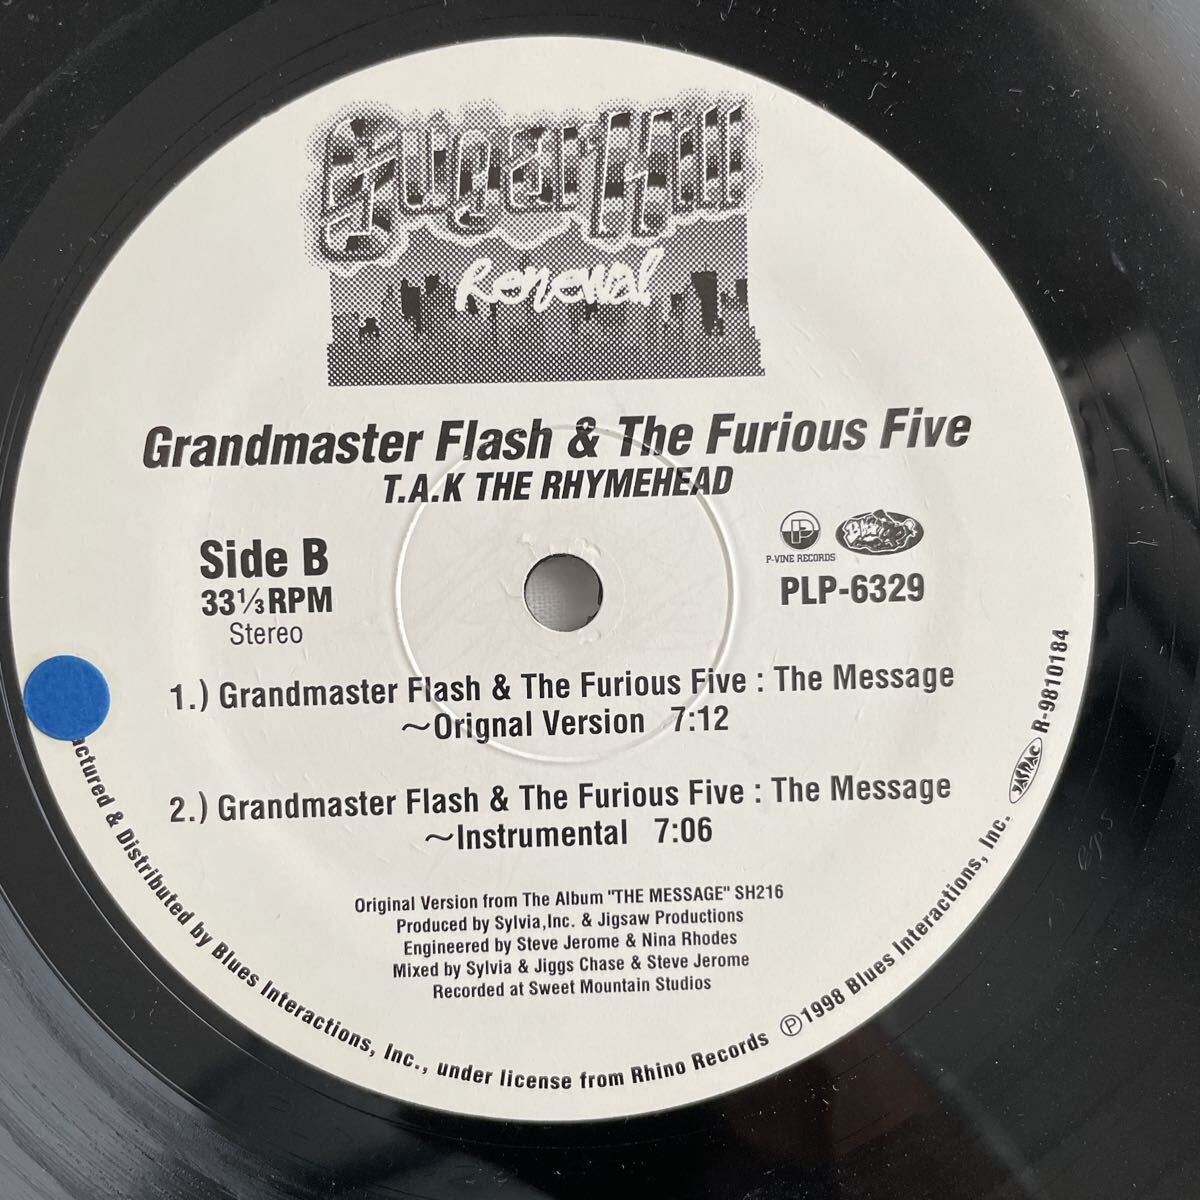 Sugar Hill
Renewal
Grandmaster Flash & The Furious Five
T.A.K THE RHYMEHEAD
Side B
33⅓RPM
Stereo
P-VINE RECORDS
PLP-6329
1.) Grandmaster Flash & The Furious Five : The Message
～Orignal Version 7:12
2.) Grandmaster Flash & The Furious Five : The Message
～Instrumental 7:06
Original Version from The Album "THE MESSAGE" SH216
Produced by Sylvia,Inc. & Jigsaw Productions
Engineered by Steve Jerome & Nina Rhodes
Mixed by Sylvia & Jiggs Chase & Steve Jerome
Recorded at Sweet Mountain Studios
actured & Distributed by Blues Interactions, Inc., under license from Rhino Records ℗1998 Blues Interactions, Inc. JASRAC R-9810184